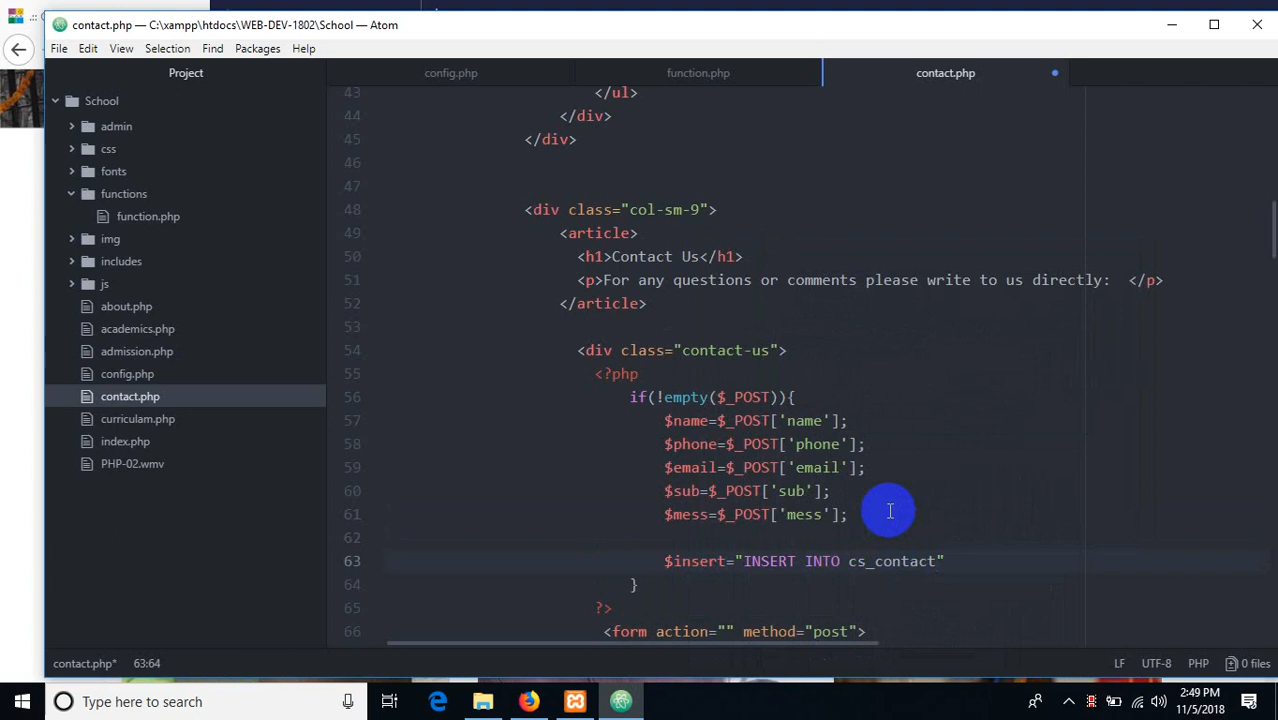 contact.php — C:\xampp\htdocs\WEB-DEV-1802\School — Atom
File Edit View Selection Find Packages Help
Project
config.php function.php contact.php
School
admin
css
fonts
functions
function.php
img
includes
js
about.php
academics.php
admission.php
config.php
contact.php
curriculam.php
index.php
PHP-02.wmv
43 </ul>
44 </div>
45 </div>
46
47
48 <div class="col-sm-9">
49 <article>
50 <h1>Contact Us</h1>
51 <p>For any questions or comments please write to us directly: </p>
52 </article>
53
54 <div class="contact-us">
55 <?php
56 if(!empty($_POST)){
57 $name=$_POST['name'];
58 $phone=$_POST['phone'];
59 $email=$_POST['email'];
60 $sub=$_POST['sub'];
61 $mess=$_POST['mess'];
62
63 $insert="INSERT INTO cs_contact"
64 }
65 ?>
66 <form action="" method="post">
contact.php* 63:64 LF UTF-8 PHP 0 files
Type here to search
2:49 PM
11/5/2018